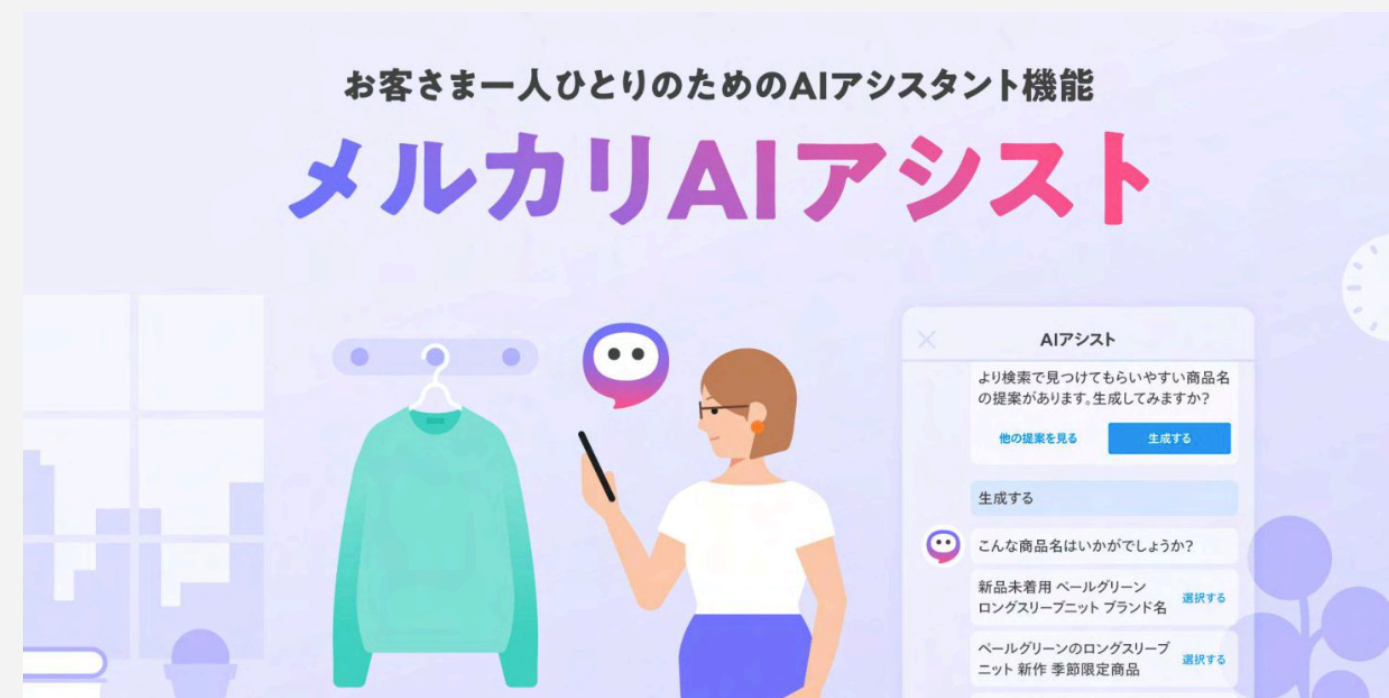 お客さま一人ひとりのためのAIアシスタント機能
メルカリAIアシスト
AIアシスト
より検索で見つけてもらいやすい商品名
の提案があります。生成してみますか?
他の提案を見る
生成する
生成する
こんな商品名はいかがでしょうか?
新品未着用 ペールグリーン
ロングスリーブニット ブランド名
選択する
ペールグリーンのロングスリーブ
ニット 新作 季節限定商品
選択する